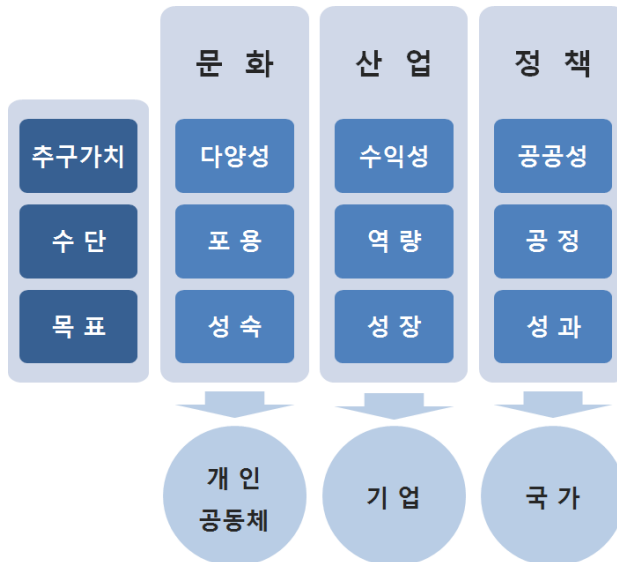 문 화 산 업 정 책
추구가치 다양성 수익성 공공성
수 단 포 용 역 량 공 정
목 표 성 숙 성 장 성 과
개 인
공동체
기 업
국 가